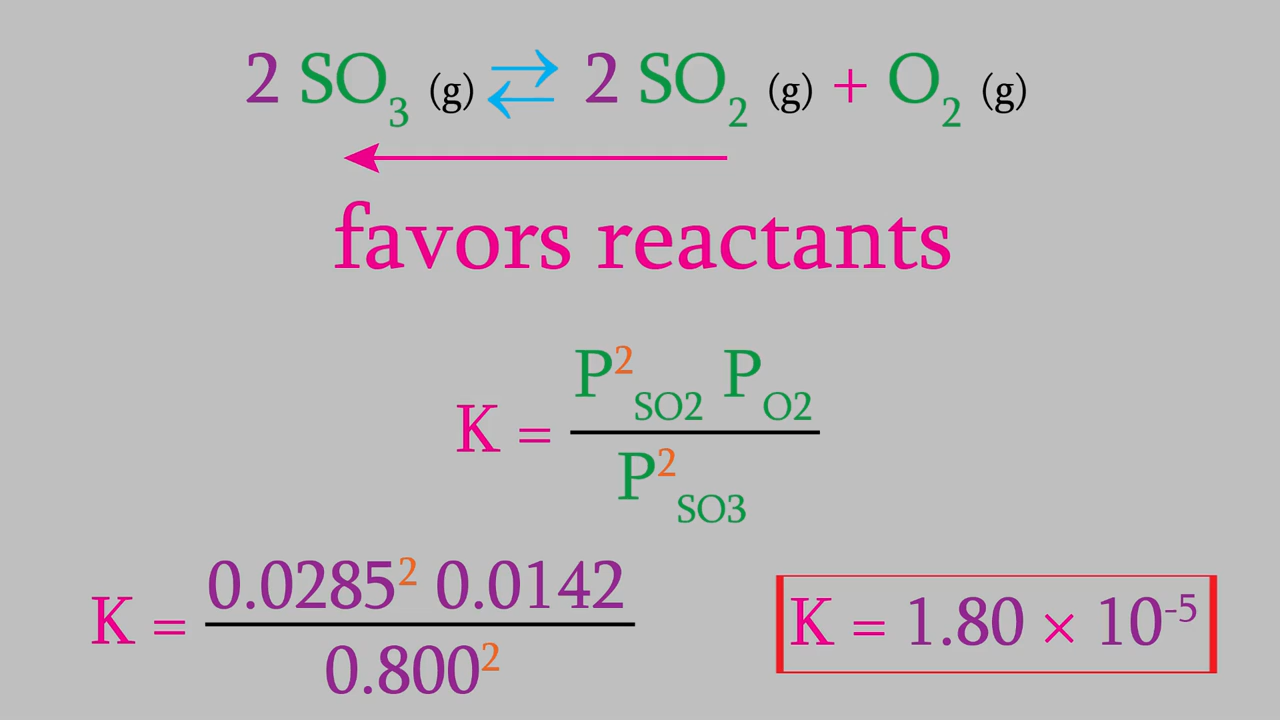 2 SO₃ (g) ⇄ 2 SO₂ (g) + O₂ (g)
favors reactants
K = P²SO2 PO2 / P²SO3
K = 0.0285² 0.0142 / 0.800²
K = 1.80 × 10⁻⁵